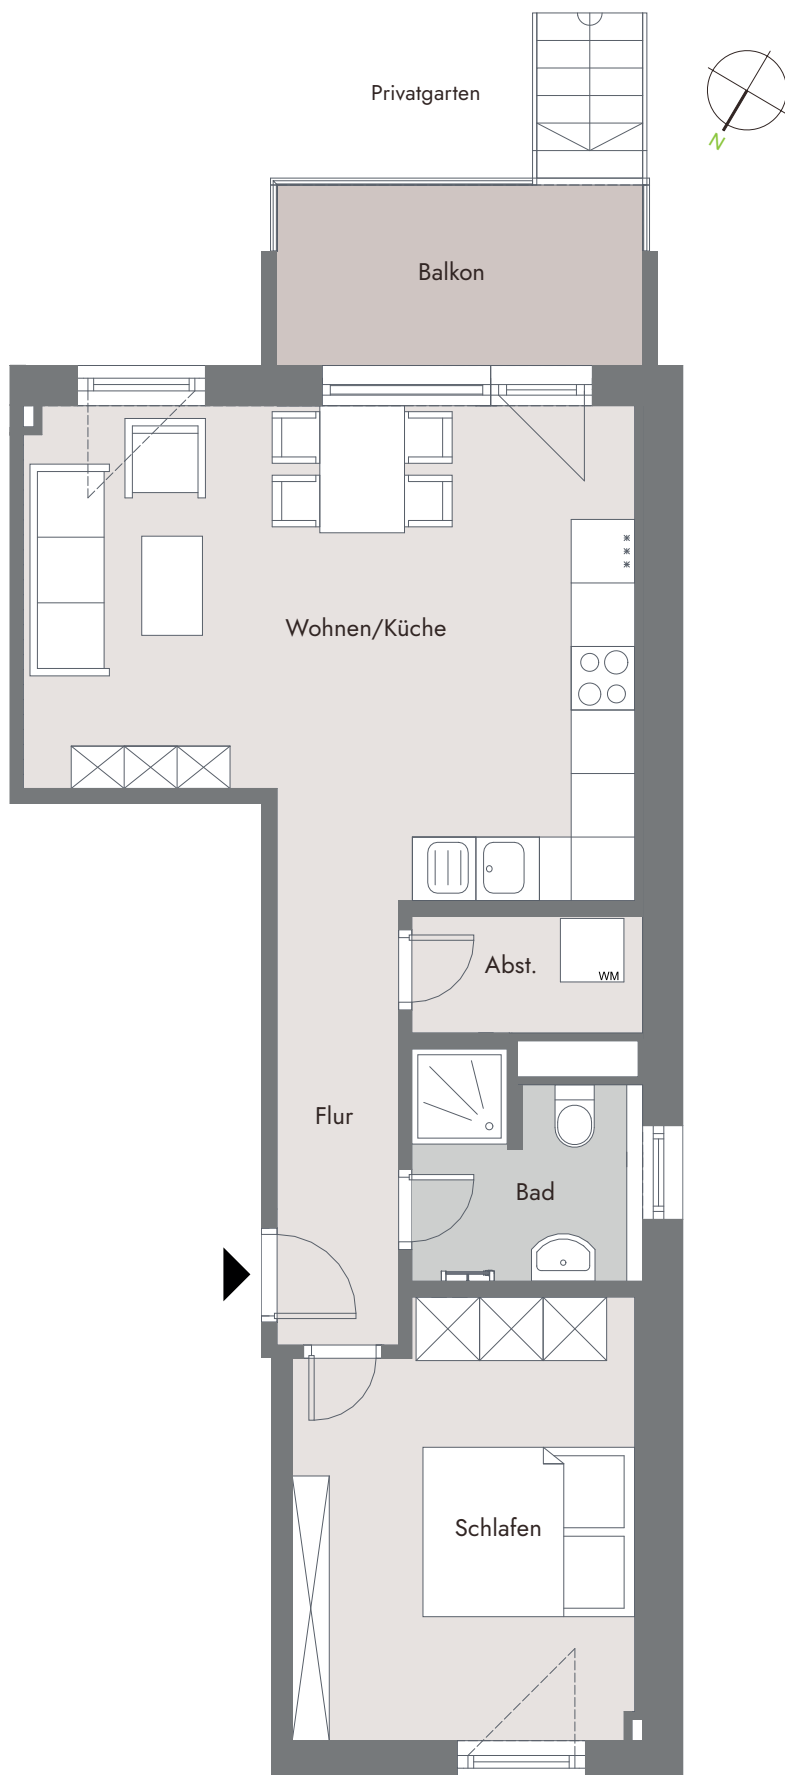 Privatgarten
N
Balkon
Wohnen/Küche
Abst.
WM
Flur
Bad
Schlafen